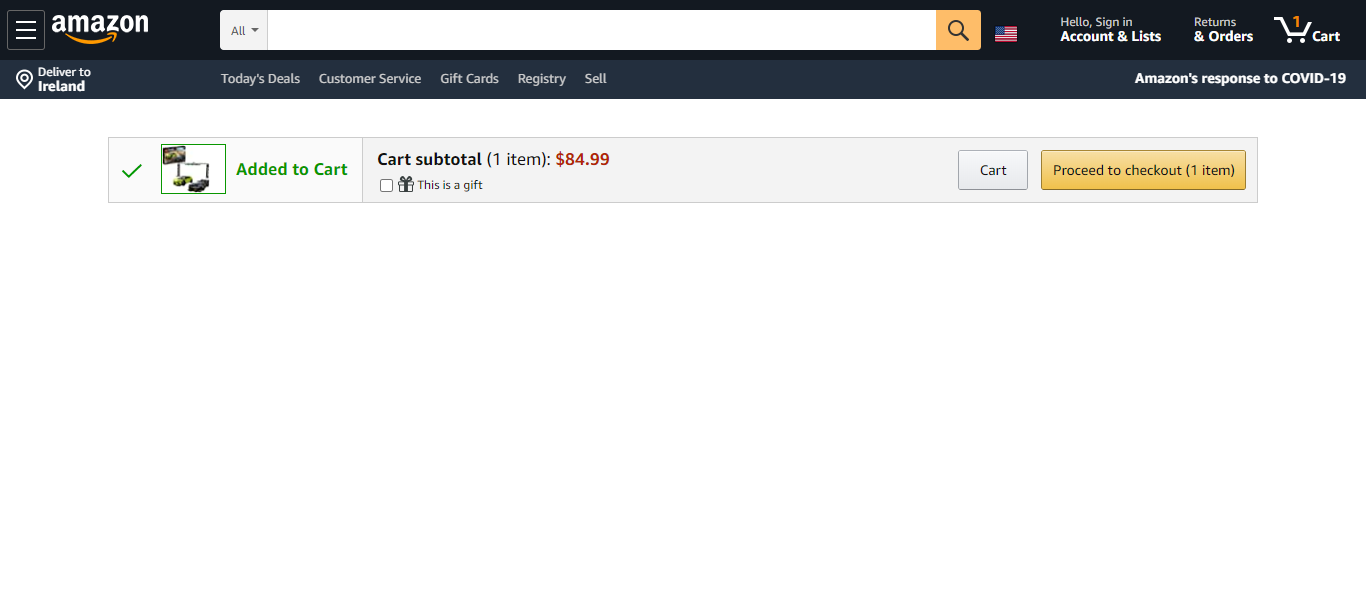 amazon
All
Hello, Sign in
Account & Lists
Returns
& Orders
1
Cart
Deliver to
Ireland
Today's Deals Customer Service Gift Cards Registry Sell
Amazon's response to COVID-19
Added to Cart
Cart subtotal (1 item): $84.99
This is a gift
Cart
Proceed to checkout (1 item)